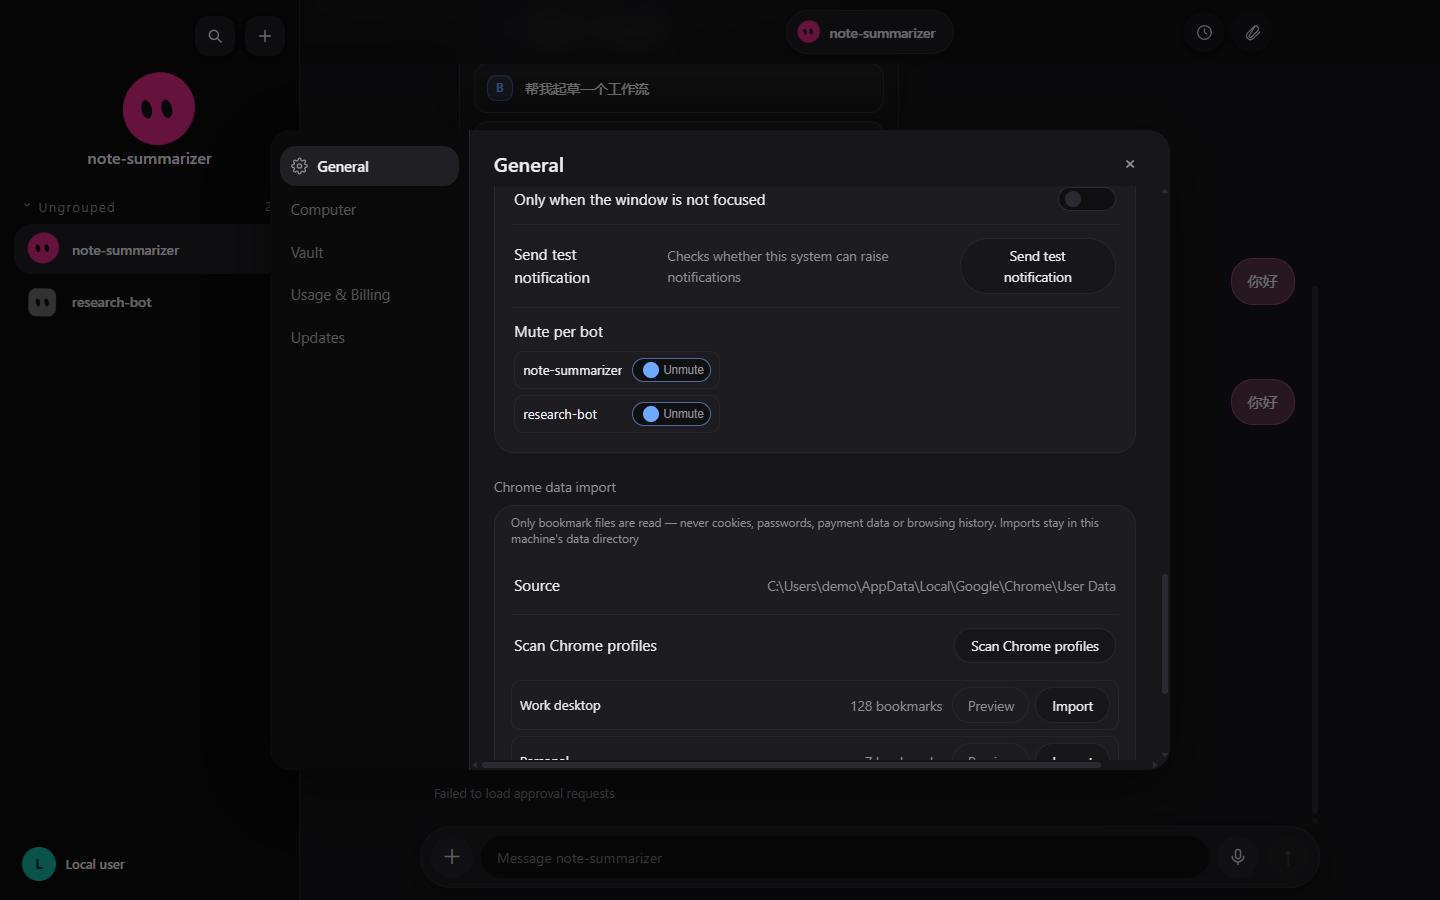 note-summarizer
Ungrouped
note-summarizer
research-bot
L
Local user
note-summarizer
B
帮我起草一个工作流
你好
你好
General
Computer
Vault
Usage & Billing
Updates
General
Only when the window is not focused
Send test
notification
Checks whether this system can raise
notifications
Send test
notification
Mute per bot
note-summarizer
Unmute
research-bot
Unmute
Chrome data import
Only bookmark files are read — never cookies, passwords, payment data or browsing history. Imports stay in this
machine's data directory
Source
C:\Users\demo\AppData\Local\Google\Chrome\User Data
Scan Chrome profiles
Scan Chrome profiles
Work desktop
128 bookmarks
Preview
Import
Failed to load approval requests
Message note-summarizer